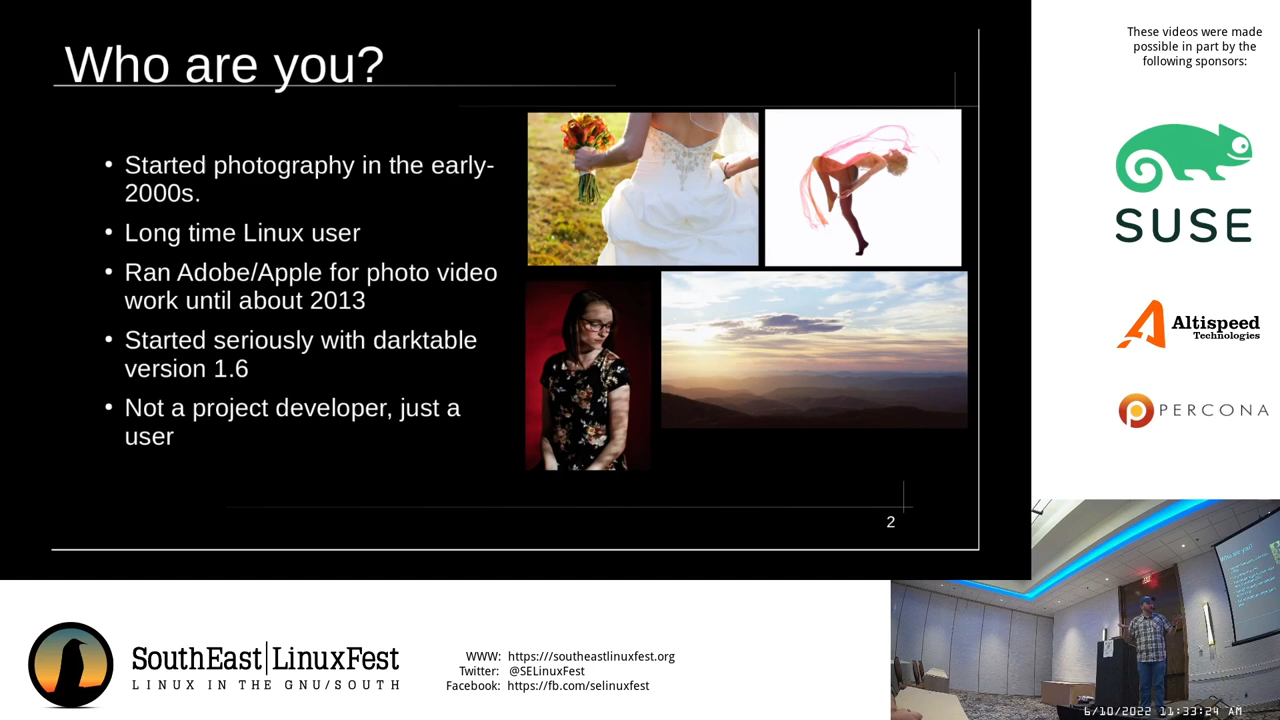 Who are you?
• Started photography in the early-
2000s.
• Long time Linux user
• Ran Adobe/Apple for photo video
work until about 2013
• Started seriously with darktable
version 1.6
• Not a project developer, just a
user
2
These videos were made
possible in part by the
following sponsors:
SUSE
Altispeed
Technologies
PERCONA
Who are you?
6/10/2022 11:33:24 AM
SouthEast|LinuxFest
LINUX IN THE GNU/SOUTH
WWW: https:///southeastlinuxfest.org
Twitter: @SELinuxFest
Facebook: https://fb.com/selinuxfest